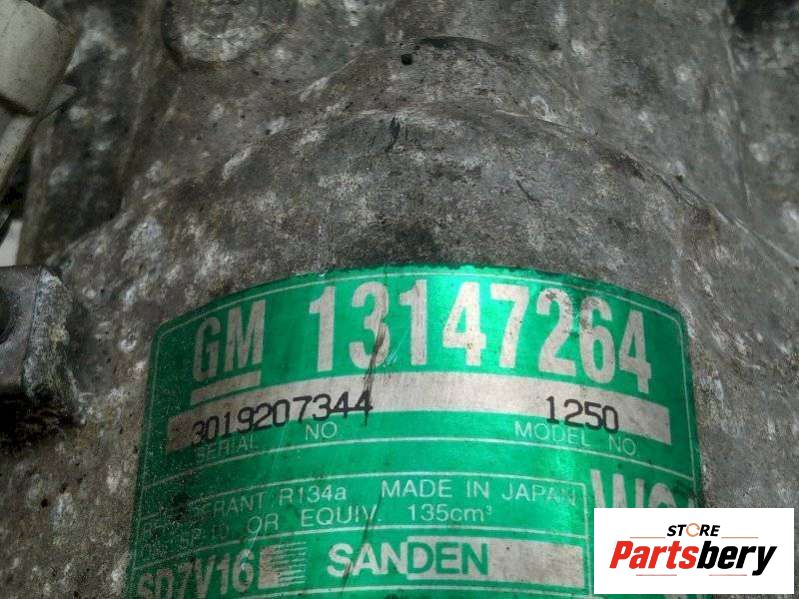 GM 13147264
3019207344 1250
SERIAL NO MODEL NO.
R134a MADE IN JAPAN
OR EQUIV. 135cm³
SD7V16 SANDEN
STORE
Partsbery